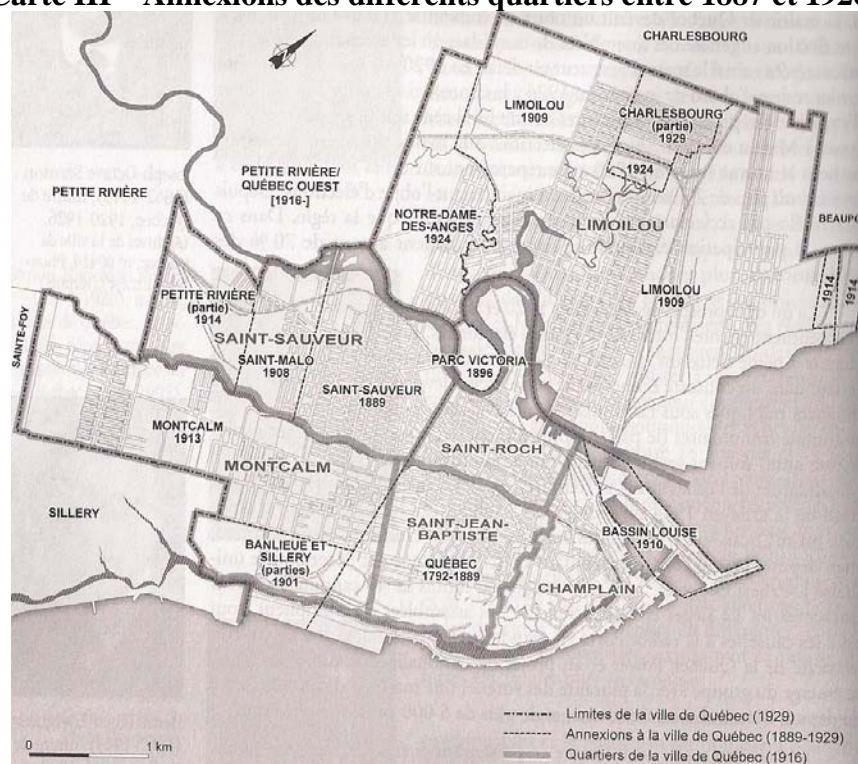 Carte III – Annexions des différents quartiers entre 1887 et 192
CHARLESBOURG
LIMOILOU
1909
CHARLESBOURG
(partie)
1929
PETITE RIVIÈRE/
QUÉBEC OUEST
[1916-]
PETITE RIVIÈRE
1924
NOTRE-DAME-
DES-ANGES
1924
LIMOILOU
BEAUPO
LIMOILOU
1909
1914
1914
PETITE RIVIÈRE
(partie)
1914
SAINT-SAUVEUR
SAINTE-FOY
SAINT-MALO
1908
PARC VICTORIA
1896
SAINT-SAUVEUR
1889
MONTCALM
1913
SAINT-ROCH
MONTCALM
SILLERY
SAINT-JEAN-
BAPTISTE
BASSIN LOUISE
1910
BANLIEUE ET
SILLERY
(parties)
1901
QUÉBEC
1792-1889
CHAMPLAIN
Limites de la ville de Québec (1929)
Annexions à la ville de Québec (1889-1929)
Quartiers de la ville de Québec (1916)
0 1 km